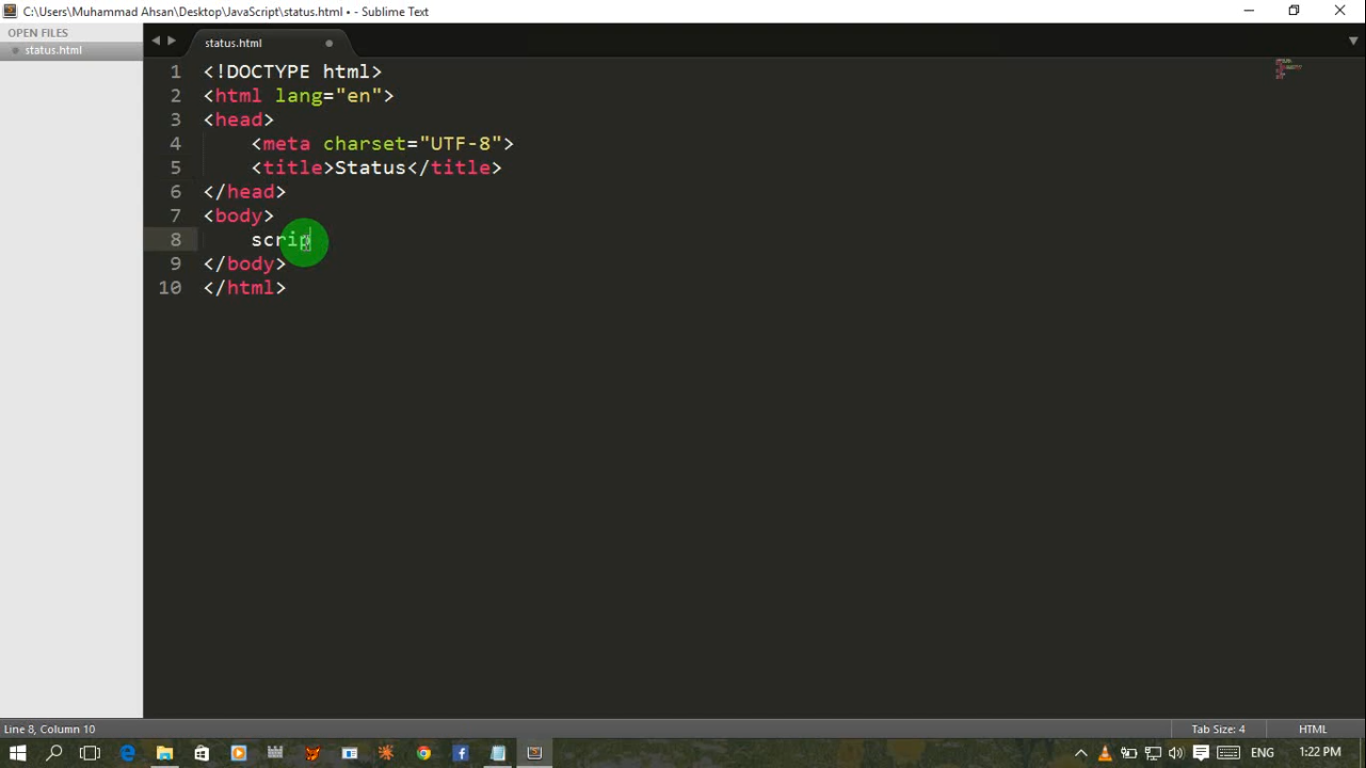 C:\Users\Muhammad Ahsan\Desktop\JavaScript\status.html • - Sublime Text
OPEN FILES
status.html
status.html
1 <!DOCTYPE html>
2 <html lang="en">
3 <head>
4 <meta charset="UTF-8">
5 <title>Status</title>
6 </head>
7 <body>
8 scrip
9 </body>
10 </html>
Line 8, Column 10
Tab Size: 4
HTML
ENG
1:22 PM